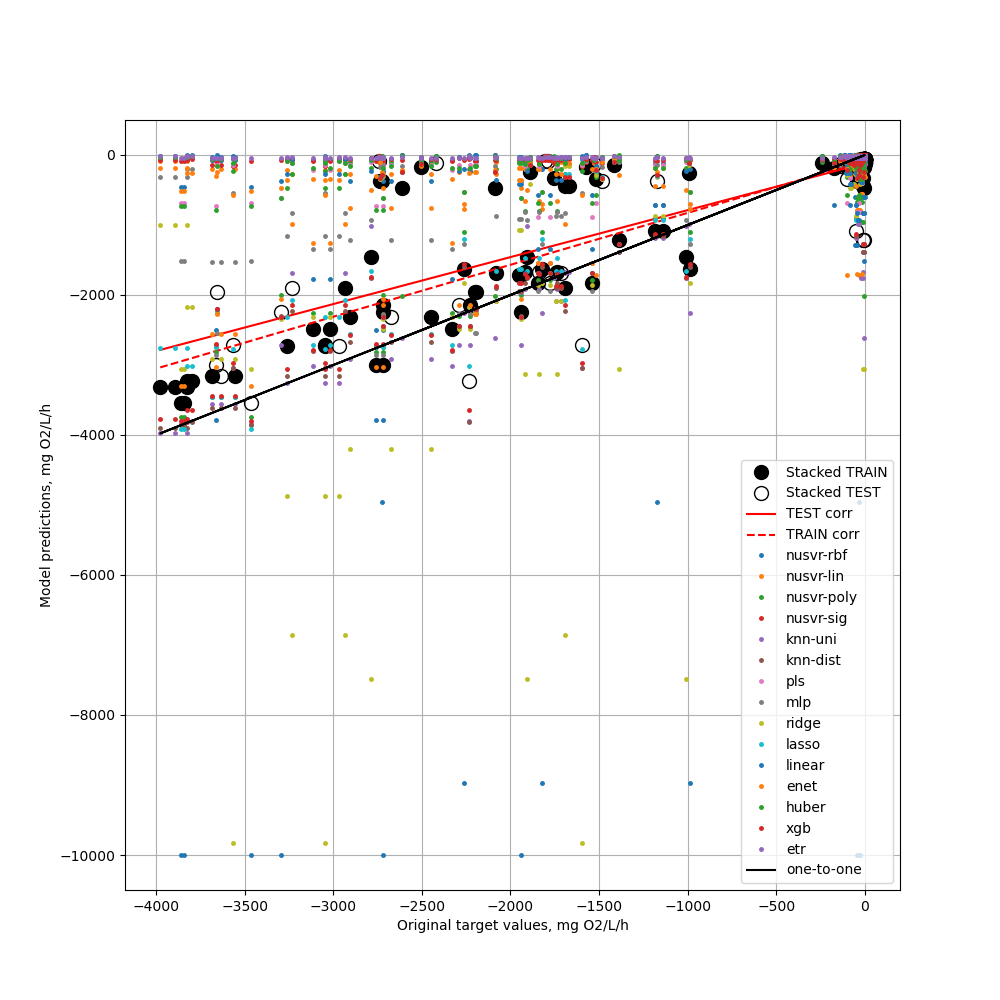 0
−2000
−4000
−6000
−8000
−10000
Model predictions, mg O2/L/h
−4000 −3500 −3000 −2500 −2000 −1500 −1000 −500 0
Original target values, mg O2/L/h
Stacked TRAIN
Stacked TEST
TEST corr
TRAIN corr
nusvr-rbf
nusvr-lin
nusvr-poly
nusvr-sig
knn-uni
knn-dist
pls
mlp
ridge
lasso
linear
enet
huber
xgb
etr
one-to-one